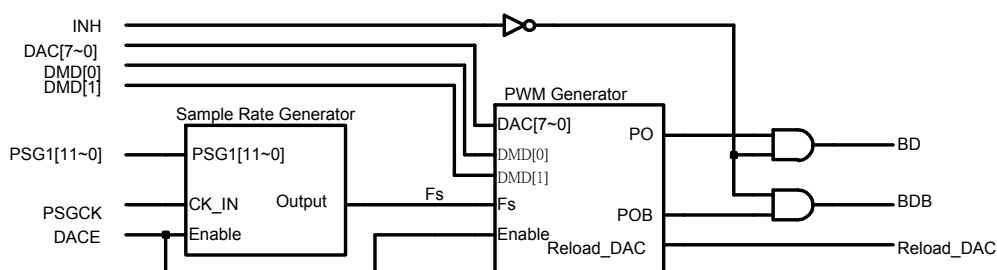 INH
DAC[7~0]
DMD[0]
DMD[1]
PWM Generator
Sample Rate Generator
DAC[7~0]
PO
BD
PSG1[11~0]
PSG1[11~0]
DMD[0]
DMD[1]
PSGCK
CK_IN
Output
Fs
Fs
POB
BDB
DACE
Enable
Enable
Reload_DAC
Reload_DAC